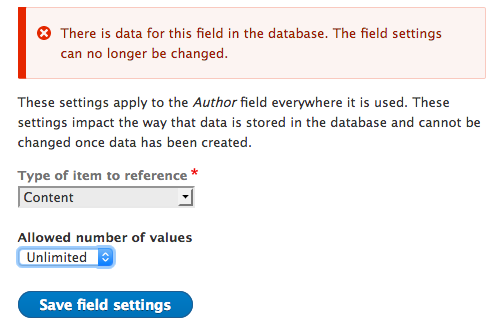 There is data for this field in the database. The field settings
can no longer be changed.
These settings apply to the Author field everywhere it is used. These
settings impact the way that data is stored in the database and cannot be
changed once data has been created.
Type of item to reference *
Content
Allowed number of values
Unlimited
Save field settings